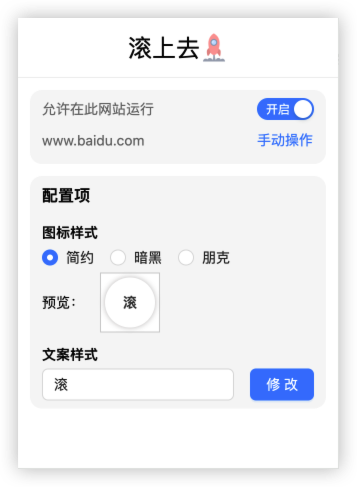 滚上去🚀
允许在此网站运行 开启
www.baidu.com 手动操作
配置项
图标样式
简约 暗黑 朋克
预览： 滚
文案样式
滚 修 改